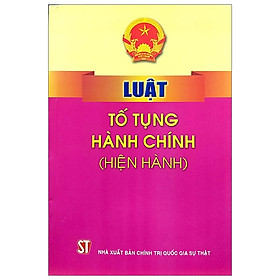 LUẬT
TỐ TỤNG
HÀNH CHÍNH
(HIỆN HÀNH)
ST
NHÀ XUẤT BẢN CHÍNH TRỊ QUỐC GIA SỰ THẬT